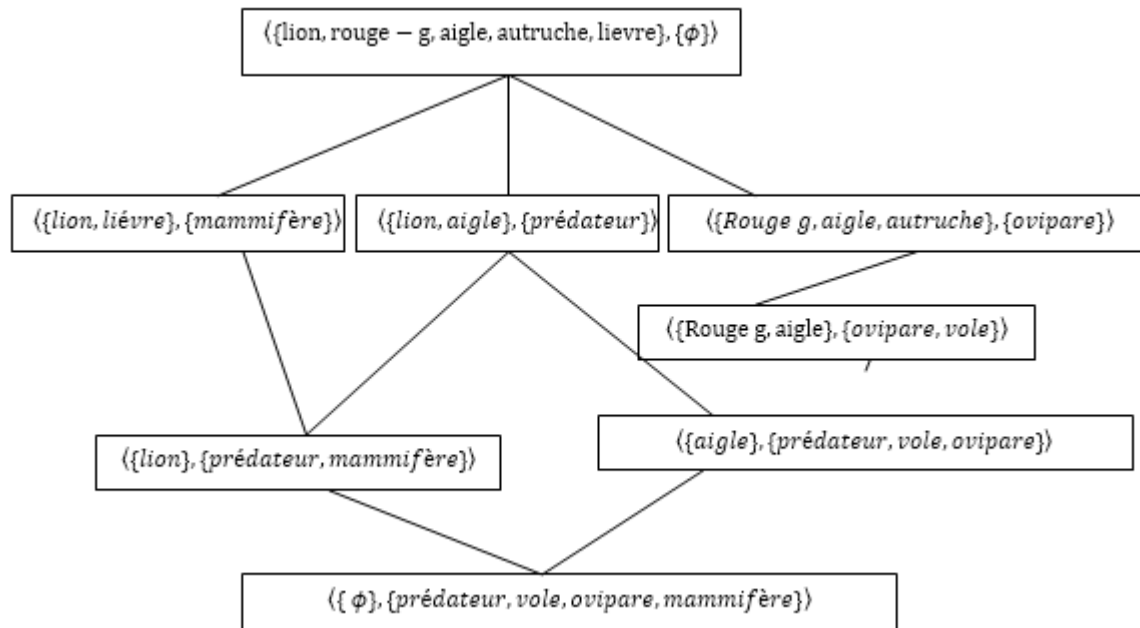 ⟨{lion, rouge − g, aigle, autruche, lievre}, {ϕ}⟩
⟨{lion, liévre}, {mammifère}⟩
⟨{lion, aigle}, {prédateur}⟩
⟨{Rouge g, aigle, autruche}, {ovipare}⟩
⟨{Rouge g, aigle}, {ovipare, vole}⟩
⟨{aigle}, {prédateur, vole, ovipare}⟩
⟨{lion}, {prédateur, mammifère}⟩
⟨{ ϕ}, {prédateur, vole, ovipare, mammifère}⟩